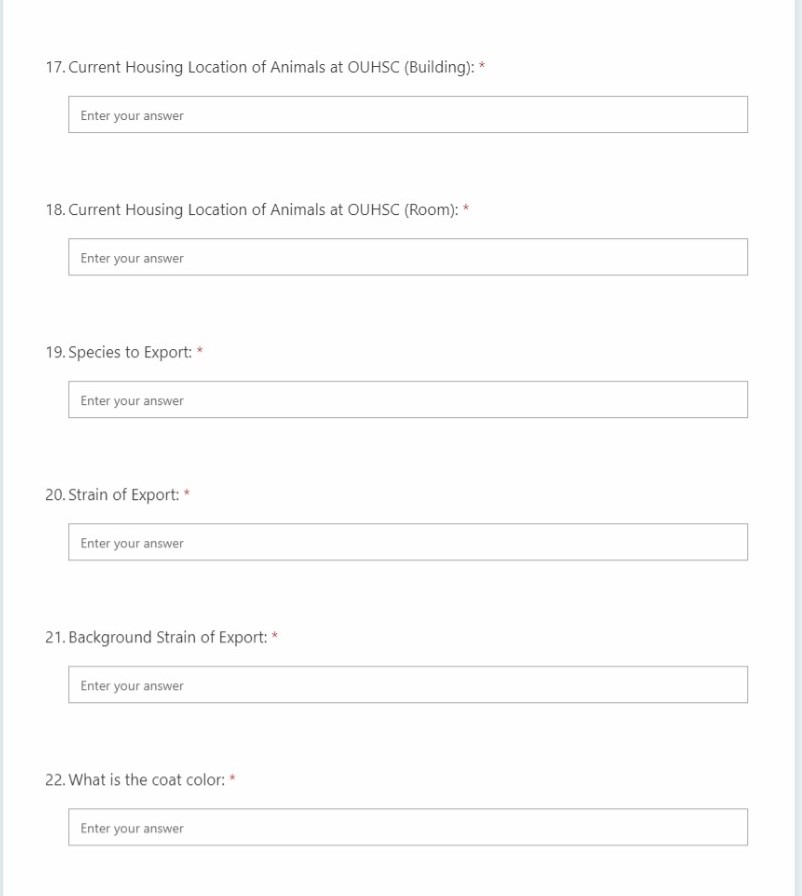 17. Current Housing Location of Animals at OUHSC (Building): *
Enter your answer
18. Current Housing Location of Animals at OUHSC (Room): *
Enter your answer
19. Species to Export: *
Enter your answer
20. Strain of Export: *
Enter your answer
21. Background Strain of Export: *
Enter your answer
22. What is the coat color: *
Enter your answer